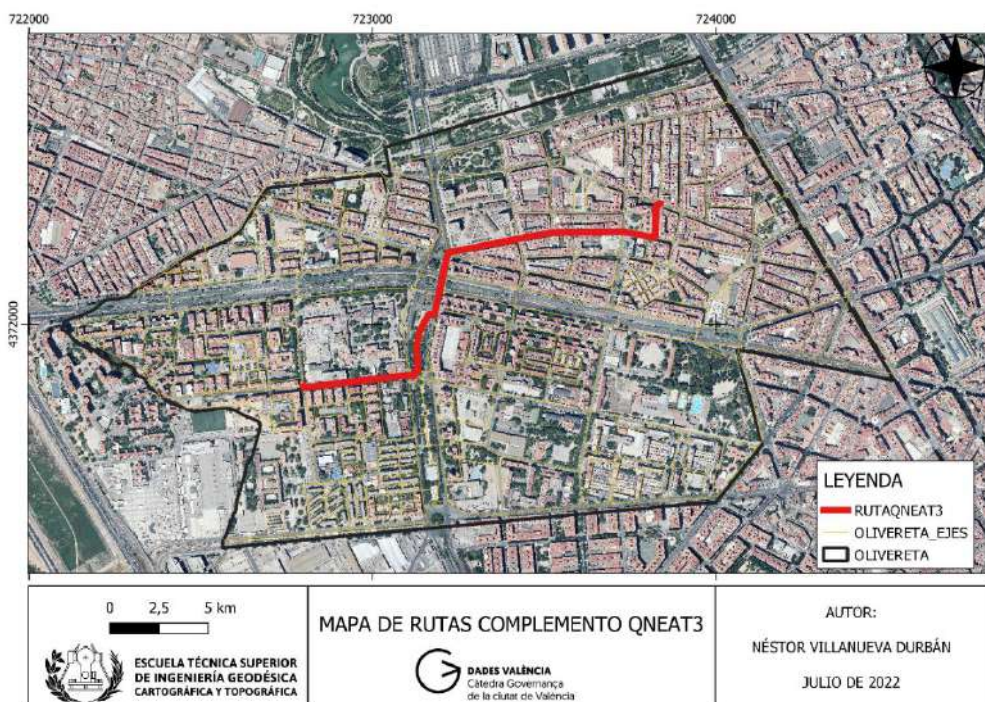 722000
723000
724000
4372000
LEYENDA
RUTAQNEAT3
OLIVERETA_EJES
OLIVERETA
0 2,5 5 km
ESCUELA TÉCNICA SUPERIOR
DE INGENIERÍA GEODÉSICA
CARTOGRÁFICA Y TOPOGRÁFICA
MAPA DE RUTAS COMPLEMENTO QNEAT3
DADES VALÈNCIA
Càtedra Governança
de la ciutat de València
AUTOR:
NÉSTOR VILLANUEVA DURBÁN
JULIO DE 2022